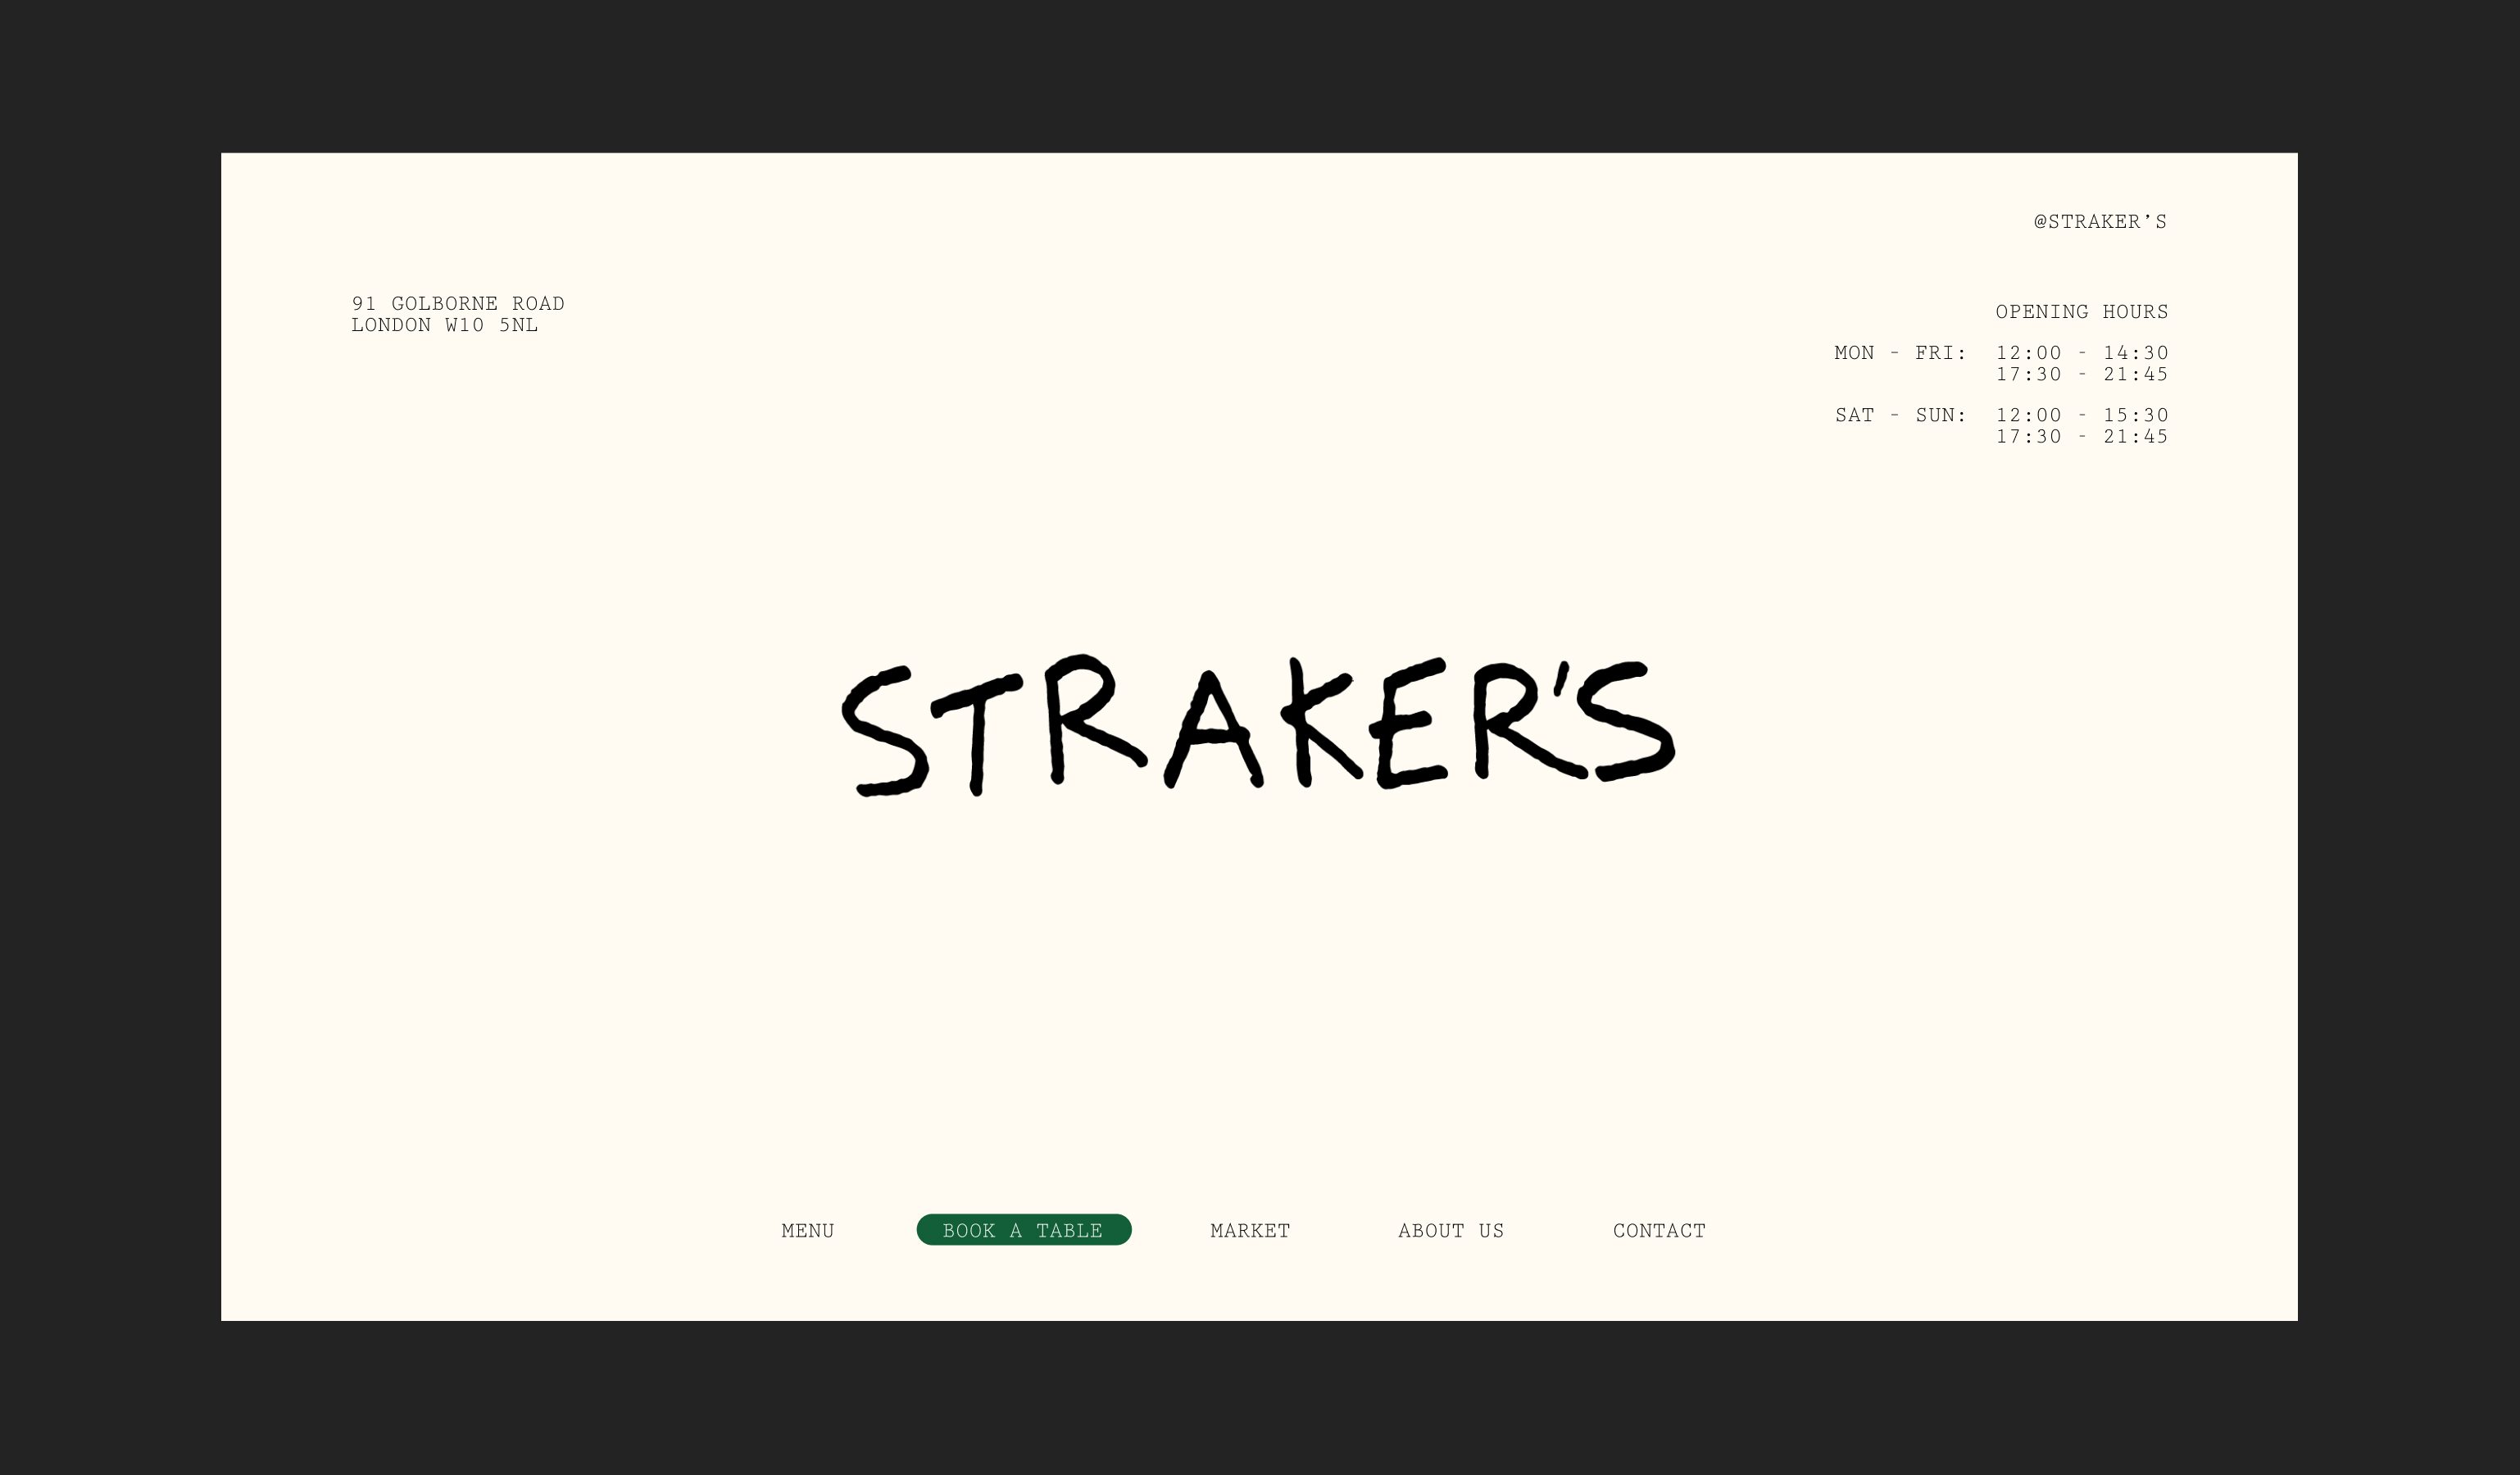 @STRAKER’S
91 GOLBORNE ROAD
LONDON W10 5NL
OPENING HOURS
MON - FRI: 12:00 - 14:30
17:30 - 21:45
SAT - SUN: 12:00 - 15:30
17:30 - 21:45
STRAKER'S
MENU BOOK A TABLE MARKET ABOUT US CONTACT